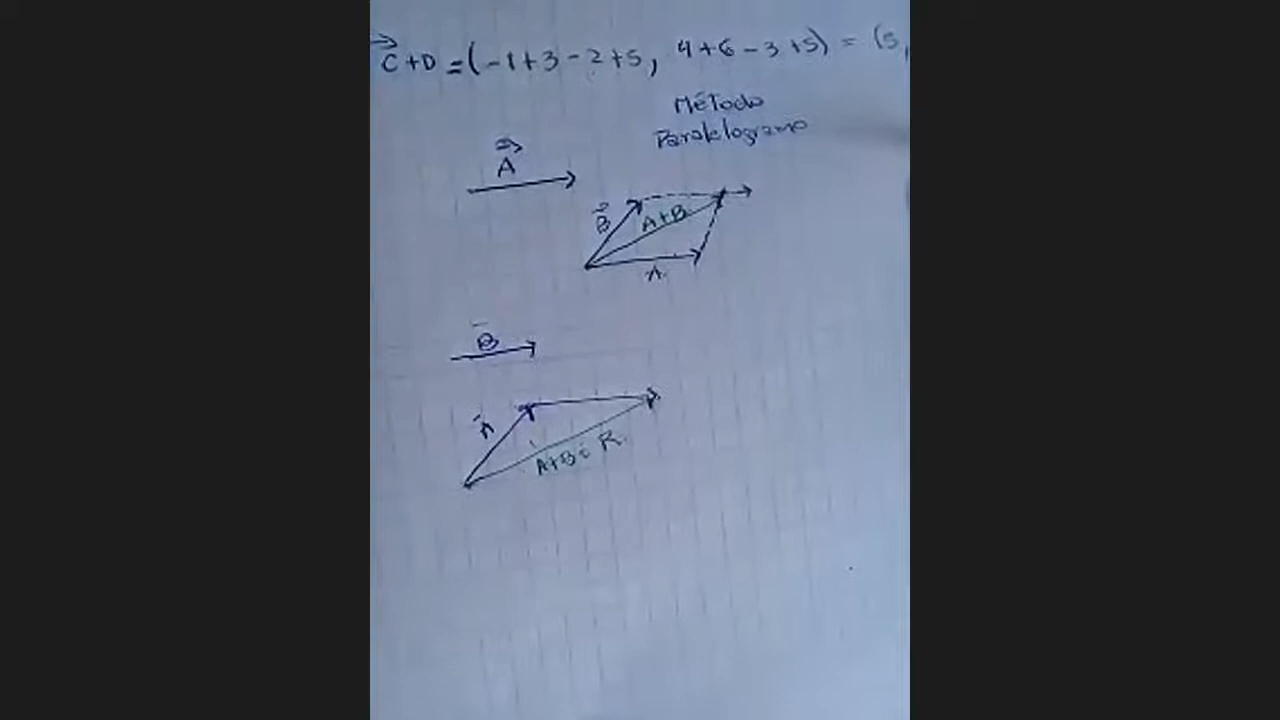 C+D = (-1+3-2+5, 4+6-3+5) = (5,
Método
Paralelogramo
A
B
A+B
A
B
A
A+B = R